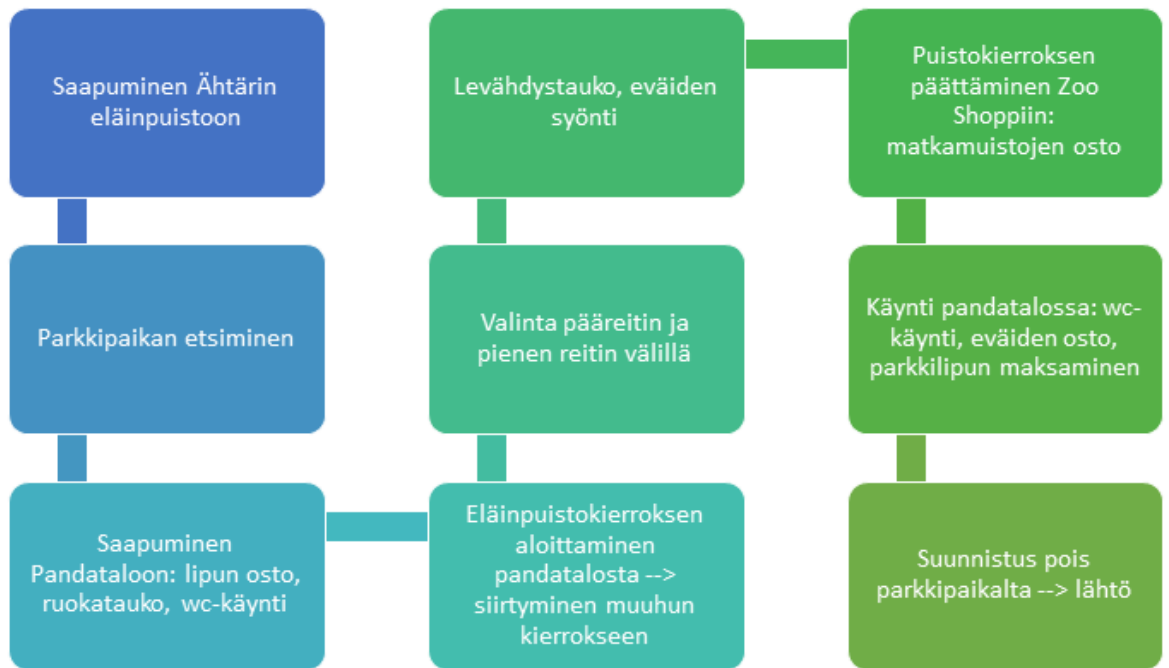 Saapuminen Ähtärin
eläinpuistoon
Parkkipaikan etsiminen
Saapuminen
Pandataloon: lipun osto,
ruokatauko, wc-käynti
Eläinpuistokierroksen
aloittaminen
pandatalosta -->
siirtyminen muuhun
kierrokseen
Valinta pääreitin ja
pienen reitin välillä
Levähdystauko, eväiden
syönti
Puistokierroksen
päättäminen Zoo
Shoppiin:
matkamuistojen osto
Käynti pandatalossa: wc-
käynti, eväiden osto,
parkkilipun maksaminen
Suunnistus pois
parkkipaikalta --> lähtö